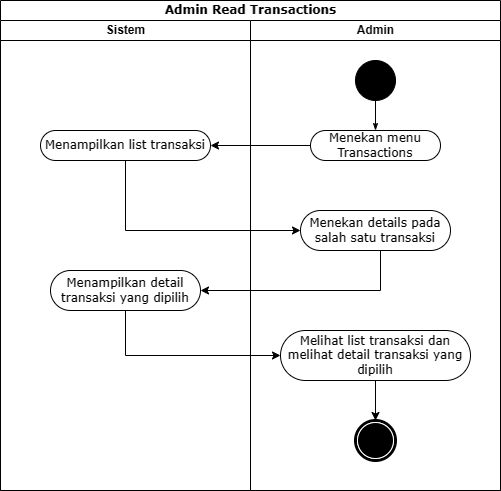 Admin Read Transactions
Sistem
Admin
Menekan menu
Transactions
Menampilkan list transaksi
Menekan details pada
salah satu transaksi
Menampilkan detail
transaksi yang dipilih
Melihat list transaksi dan
melihat detail transaksi yang
dipilih